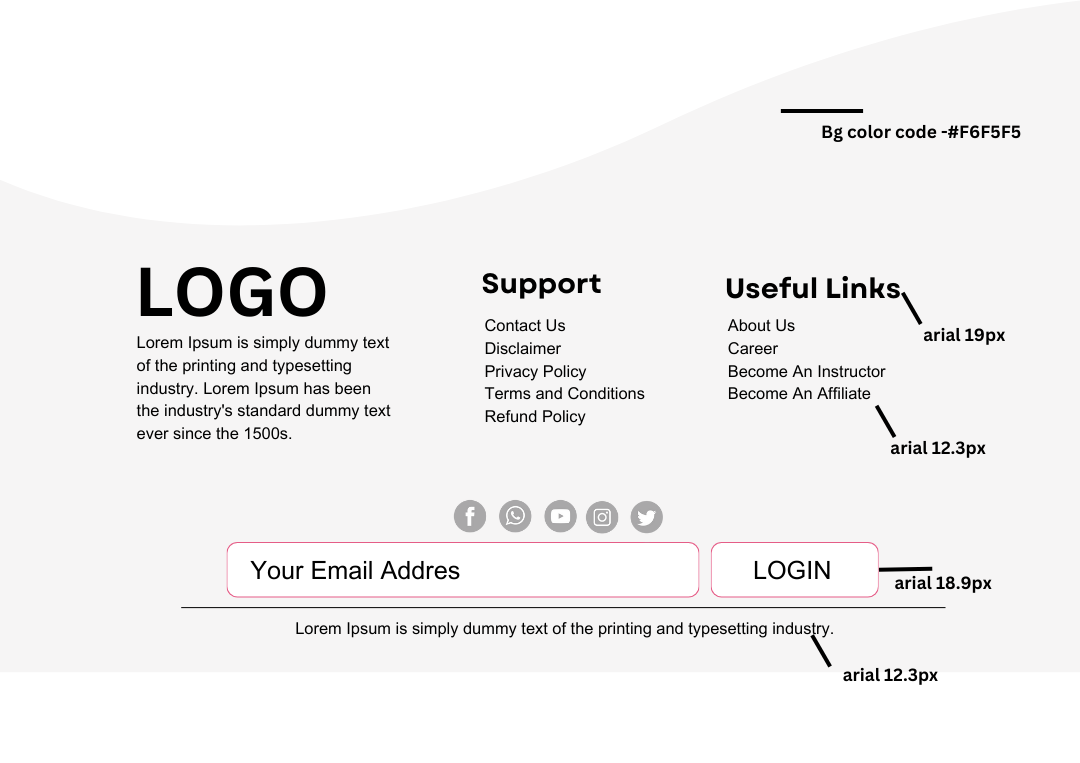 Bg color code -#F6F5F5
LOGO
Lorem Ipsum is simply dummy text
of the printing and typesetting
industry. Lorem Ipsum has been
the industry's standard dummy text
ever since the 1500s.
Support
Contact Us
Disclaimer
Privacy Policy
Terms and Conditions
Refund Policy
Useful Links
About Us
Career
Become An Instructor
Become An Affiliate
arial 19px
arial 12.3px
Your Email Addres
LOGIN
arial 18.9px
Lorem Ipsum is simply dummy text of the printing and typesetting industry.
arial 12.3px